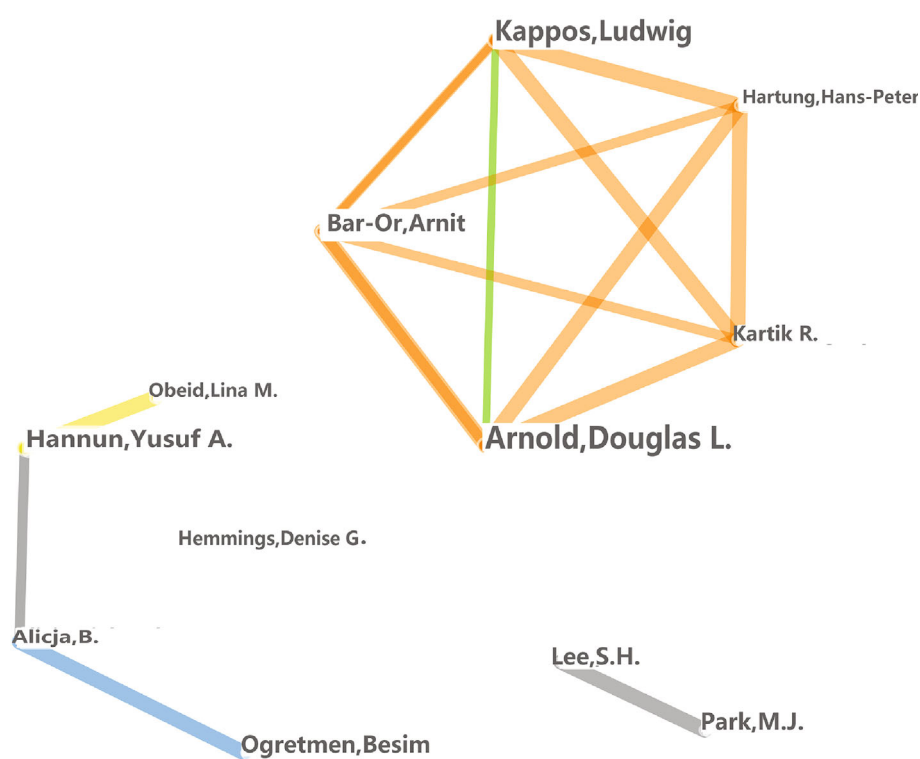 Kappos,Ludwig
Hartung,Hans-Peter
Bar-Or,Arnit
Kartik R.
Obeid,Lina M.
Hannun,Yusuf A.
Arnold,Douglas L.
Hemmings,Denise G.
Alicja,B.
Lee,S.H.
Park,M.J.
Ogretmen,Besim